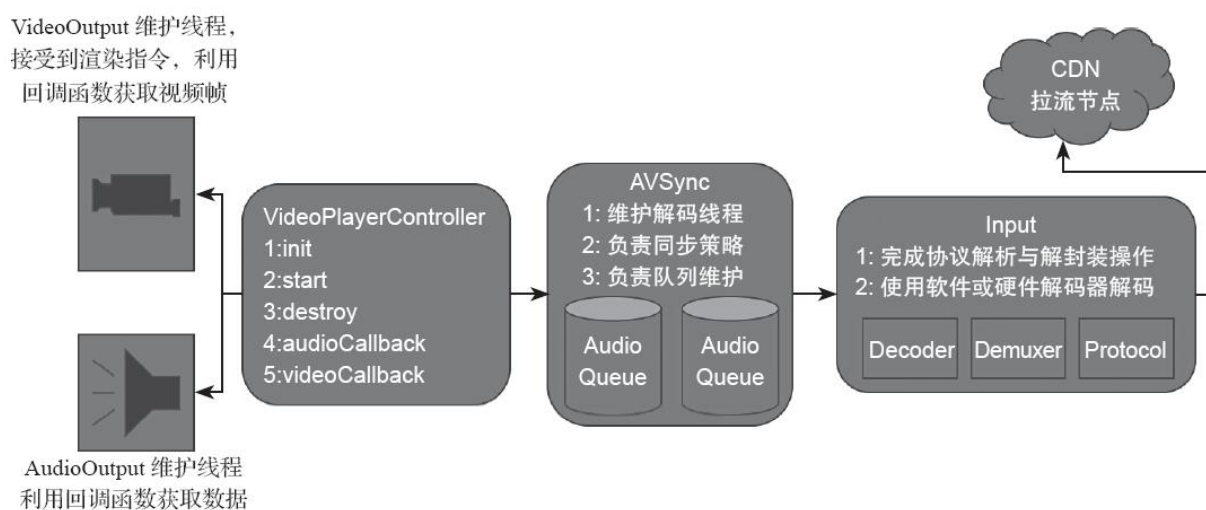 VideoOutput 维护线程，
接受到渲染指令，利用
回调函数获取视频帧
VideoPlayerController
1:init
2:start
3:destroy
4:audioCallback
5:videoCallback
AudioOutput 维护线程
利用回调函数获取数据
AVSync
1: 维护解码线程
2: 负责同步策略
3: 负责队列维护
Audio
Queue
Audio
Queue
CDN
拉流节点
Input
1: 完成协议解析与解封装操作
2: 使用软件或硬件解码器解码
Decoder
Demuxer
Protocol